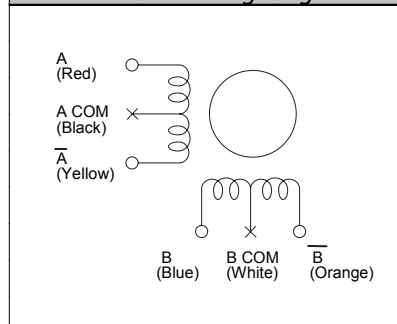 A
(Red)
A COM
(Black)
A̅
(Yellow)
B
(Blue)
B COM
(White)
B̅
(Orange)